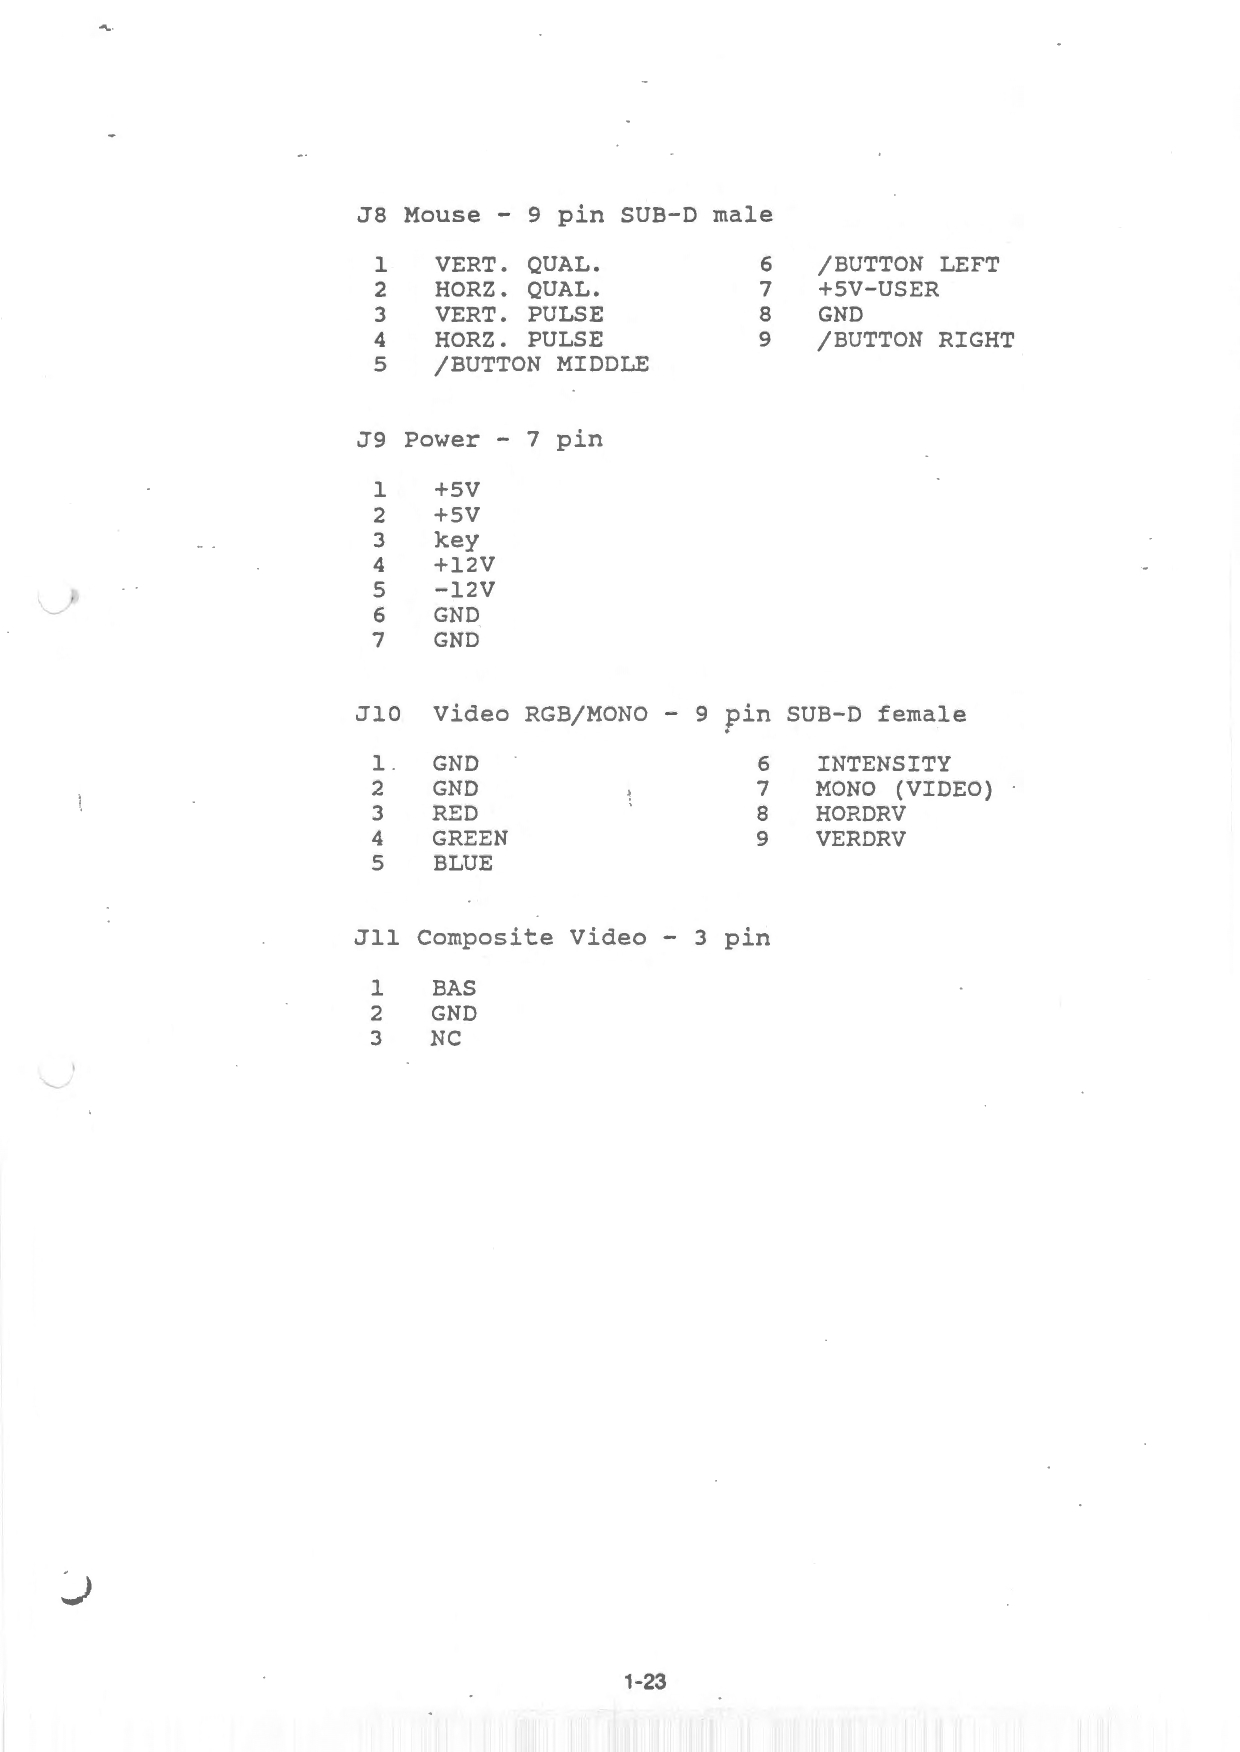 J8 Mouse - 9 pin SUB-D male
1 VERT. QUAL. 6 /BUTTON LEFT
2 HORZ. QUAL. 7 +5V-USER
3 VERT. PULSE 8 GND
4 HORZ. PULSE 9 /BUTTON RIGHT
5 /BUTTON MIDDLE
J9 Power - 7 pin
1 +5V
2 +5V
3 key
4 +12V
5 -12V
6 GND
7 GND
J10 Video RGB/MONO - 9 pin SUB-D female
1 GND 6 INTENSITY
2 GND 7 MONO (VIDEO)
3 RED 8 HORDRV
4 GREEN 9 VERDRV
5 BLUE
J11 Composite Video - 3 pin
1 BAS
2 GND
3 NC
1-23